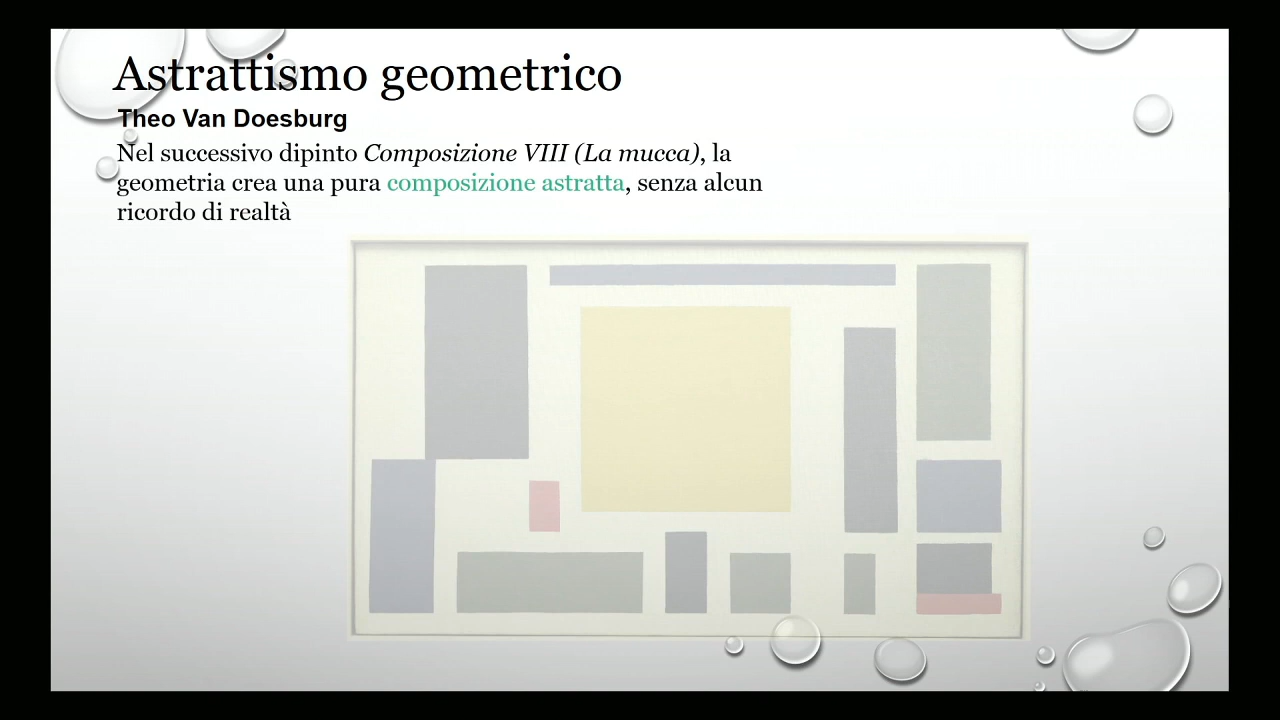 Astrattismo geometrico
Theo Van Doesburg
Nel successivo dipinto Composizione VIII (La mucca), la
geometria crea una pura composizione astratta, senza alcun
ricordo di realtà